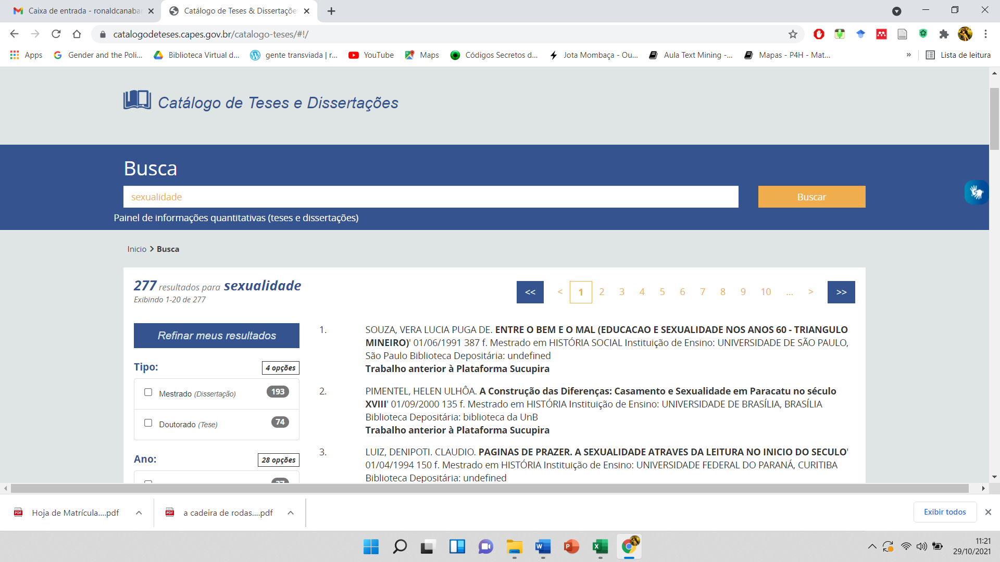 Caixa de entrada - ronaldcanabar
Catálogo de Teses & Dissertaçõe
catalogodeteses.capes.gov.br/catalogo-teses/#!/
Apps
Gender and the Poli...
Biblioteca Virtual d...
gente transviada | r...
YouTube
Maps
Códigos Secretos d...
Jota Mombaça - Ou...
Aula Text Mining -...
Mapas - P4H - Mat...
»
Lista de leitura
Catálogo de Teses e Dissertações
Busca
sexualidade
Buscar
Painel de informações quantitativas (teses e dissertações)
Inicio > Busca
277 resultados para sexualidade
Exibindo 1-20 de 277
<< < 1 2 3 4 5 6 7 8 9 10 ... > >>
Refinar meus resultados
Tipo:
4 opções
Mestrado (Dissertação)
193
Doutorado (Tese)
74
Ano:
28 opções
1.
SOUZA, VERA LUCIA PUGA DE. ENTRE O BEM E O MAL (EDUCACAO E SEXUALIDADE NOS ANOS 60 - TRIANGULO
MINEIRO)' 01/06/1991 387 f. Mestrado em HISTÓRIA SOCIAL Instituição de Ensino: UNIVERSIDADE DE SÃO PAULO,
São Paulo Biblioteca Depositária: undefined
Trabalho anterior à Plataforma Sucupira
2.
PIMENTEL, HELEN ULHÔA. A Construção das Diferenças: Casamento e Sexualidade em Paracatu no século
XVIII' 01/09/2000 135 f. Mestrado em HISTÓRIA Instituição de Ensino: UNIVERSIDADE DE BRASÍLIA, BRASÍLIA
Biblioteca Depositária: biblioteca da UnB
Trabalho anterior à Plataforma Sucupira
3.
LUIZ, DENIPOTI. CLAUDIO. PAGINAS DE PRAZER. A SEXUALIDADE ATRAVES DA LEITURA NO INICIO DO SECULO'
01/04/1994 150 f. Mestrado em HISTÓRIA Instituição de Ensino: UNIVERSIDADE FEDERAL DO PARANÁ, CURITIBA
Biblioteca Depositária: undefined
Hoja de Matrícula....pdf
a cadeira de rodas....pdf
Exibir todos
11:21
29/10/2021